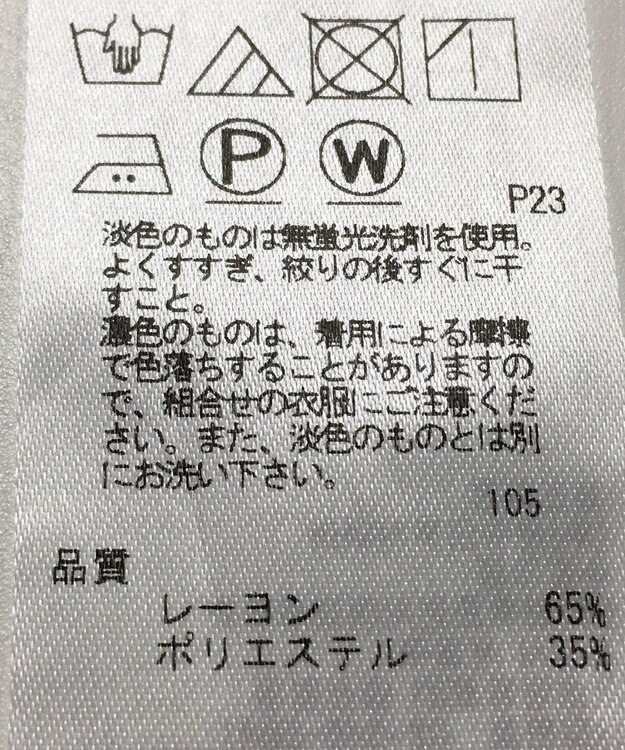 P W
P23
淡色のものは無蛍光洗剤を使用。
よくすすぎ、絞りの後すぐに干
すこと。
濃色のものは、着用による摩擦
で色落ちすることがありますの
で、組合せの衣服にご注意くだ
さい。また、淡色のものとは別
にお洗い下さい。
105
品質
レーヨン 65%
ポリエステル 35%